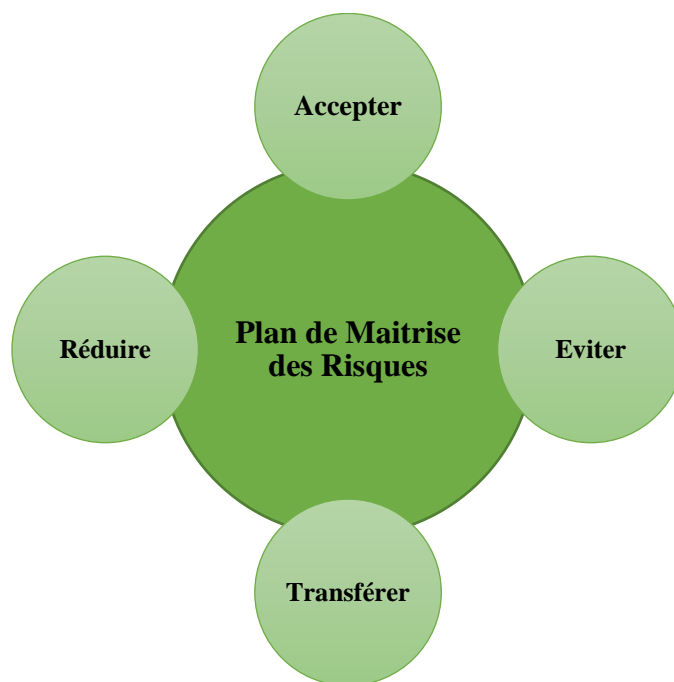 Accepter
Réduire
Plan de Maitrise
des Risques
Eviter
Transférer